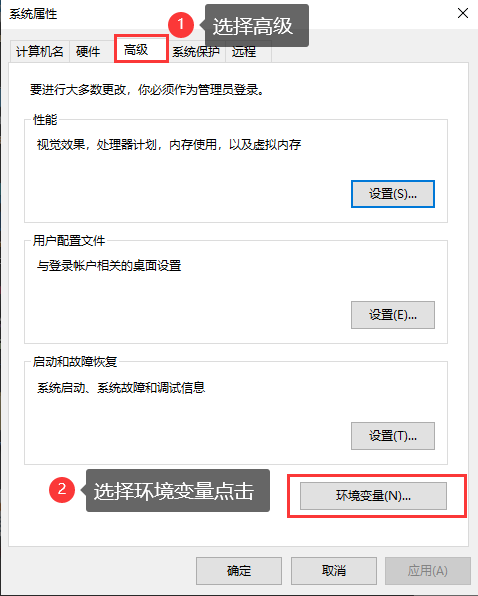 系统属性
1 选择高级
计算机名 硬件 高级 系统保护 远程
要进行大多数更改，你必须作为管理员登录。
性能
视觉效果，处理器计划，内存使用，以及虚拟内存
设置(S)...
用户配置文件
与登录帐户相关的桌面设置
设置(E)...
启动和故障恢复
系统启动、系统故障和调试信息
设置(T)...
2 选择环境变量点击
环境变量(N)...
确定 取消 应用(A)